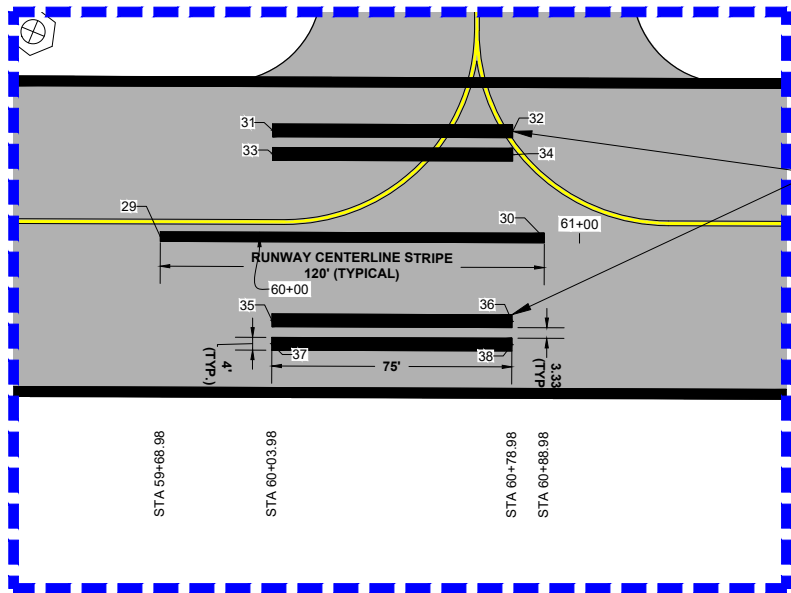 31
32
33
34
29
30
61+00
RUNWAY CENTERLINE STRIPE
120' (TYPICAL)
60+00
35
36
37
38
4'
(TYP.)
75'
3.33
(TYP
STA 59+68.98
STA 60+03.98
STA 60+78.98
STA 60+88.98